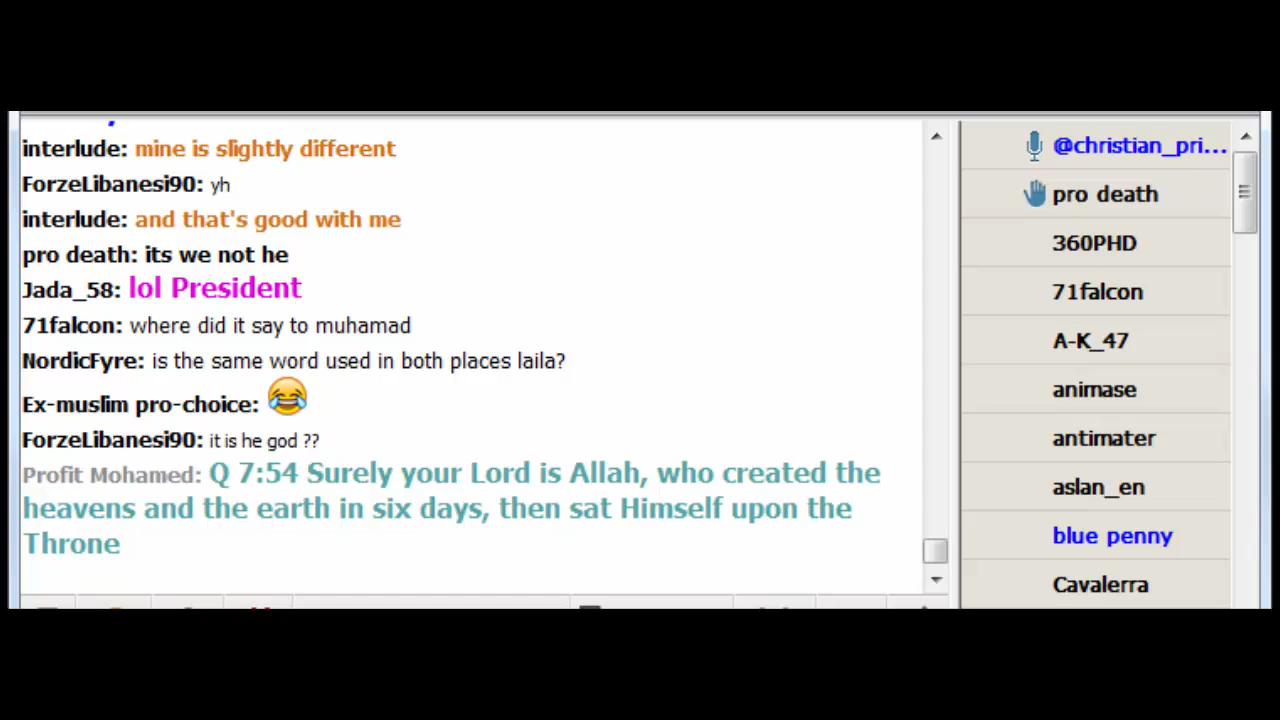 interlude: mine is slightly different
ForzeLibanesi90: yh
interlude: and that's good with me
pro death: its we not he
Jada_58: lol President
71falcon: where did it say to muhamad
NordicFyre: is the same word used in both places laila?
Ex-muslim pro-choice: 😂
ForzeLibanesi90: it is he god ??
Profit Mohamed: Q 7:54 Surely your Lord is Allah, who created the
heavens and the earth in six days, then sat Himself upon the
Throne
@christian_pri...
pro death
360PHD
71falcon
A-K_47
animase
antimater
aslan_en
blue penny
Cavalerra